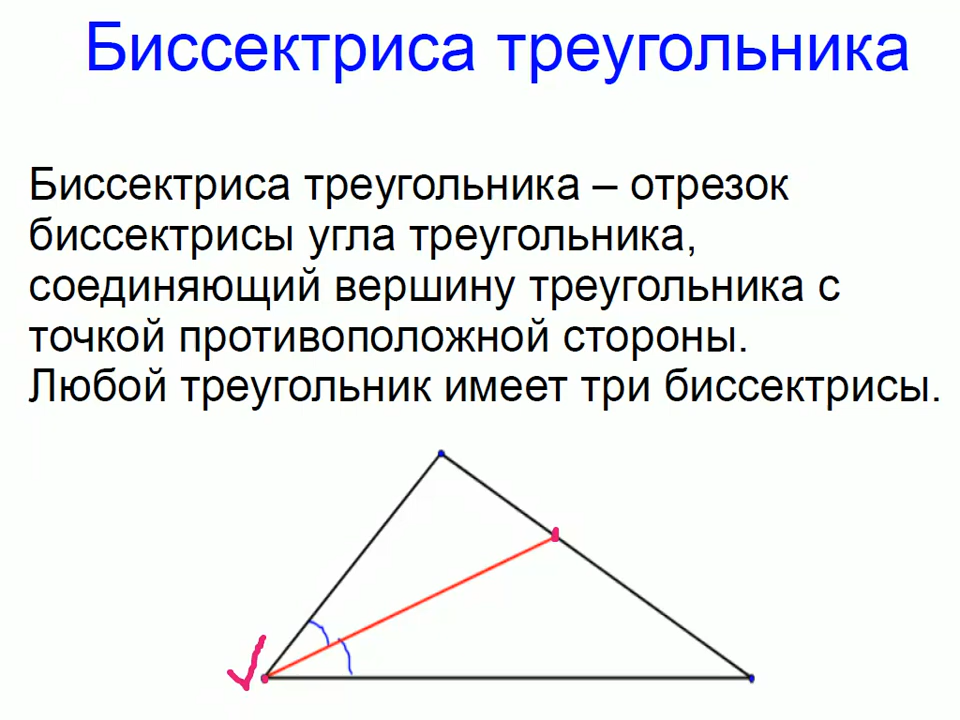 Биссектриса треугольника
Биссектриса треугольника – отрезок
биссектрисы угла треугольника,
соединяющий вершину треугольника с
точкой противоположной стороны.
Любой треугольник имеет три биссектрисы.